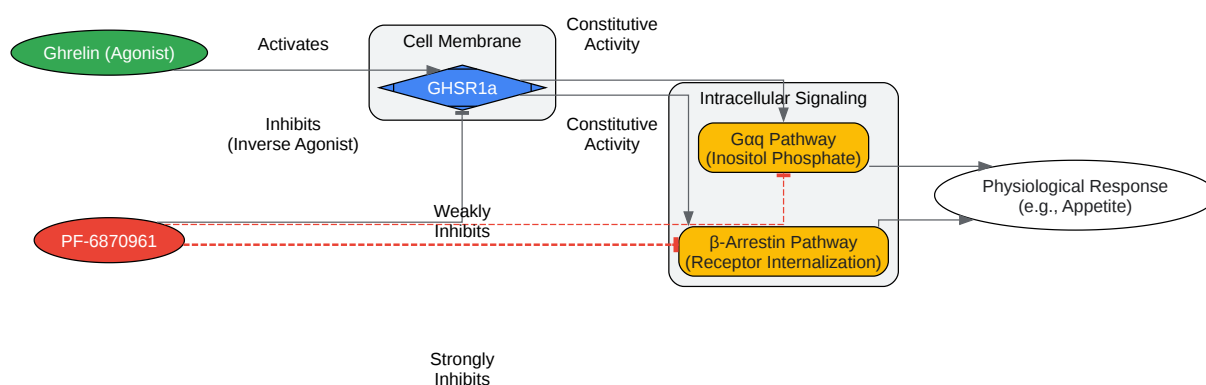 Constitutive
Activity
Activates
Cell Membrane
Ghrelin (Agonist)
GHSR1a
Intracellular Signaling
Inhibits
(Inverse Agonist)
Constitutive
Activity
Gαq Pathway
(Inositol Phosphate)
Physiological Response
(e.g., Appetite)
Weakly
Inhibits
PF-6870961
β-Arrestin Pathway
(Receptor Internalization)
Strongly
Inhibits